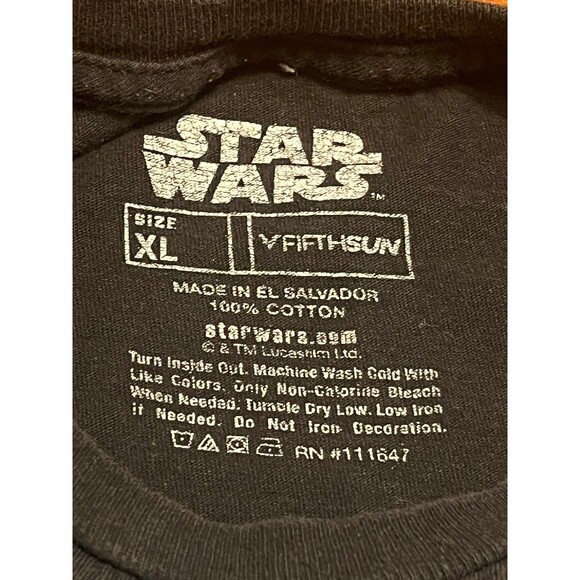 STAR
WARS™
SIZE
XL
FIFTHSUN
MADE IN EL SALVADOR
100% COTTON
starwars.com
© & TM Lucasfilm Ltd.
Turn Inside Out. Machine Wash Cold With
Like Colors. Only Non-Chlorine Bleach
When Needed. Tumble Dry Low. Low Iron
if Needed. Do Not Iron Decoration.
RN #111647